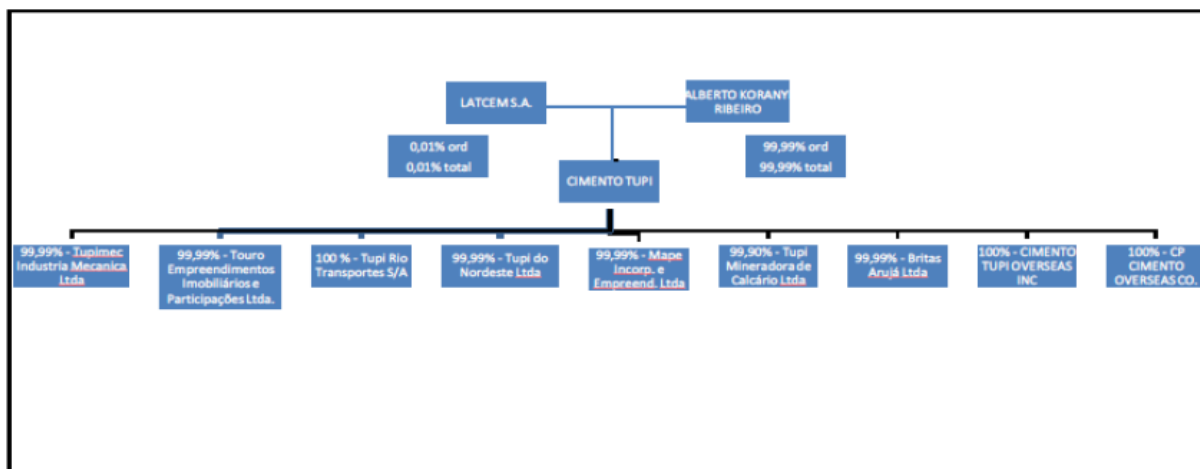 LATCEM S.A.
ALBERTO KORANY
RIBEIRO
0,01% ord
0,01% total
99,99% ord
99,99% total
CIMENTO TUPI
99,99% - Tupimec
Industria Mecanica
Ltda
99,99% - Touro
Empreendimentos
Imobiliários e
Participações Ltda.
100 % - Tupi Rio
Transportes S/A
99,99% - Tupi do
Nordeste Ltda
99,99% - Mape
Incorp. e
Empreend. Ltda
99,90% - Tupi
Mineradora de
Calcário Ltda
99,99% - Britas
Arujá Ltda
100% - CIMENTO
TUPI OVERSEAS
INC
100% - CP
CIMENTO
OVERSEAS CO.